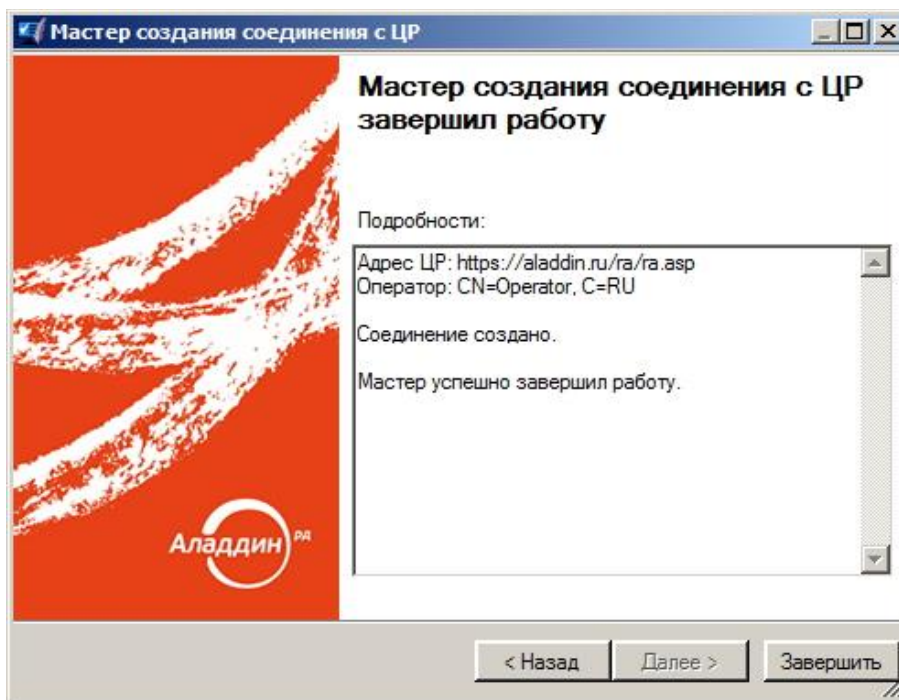 Мастер создания соединения с ЦР
Мастер создания соединения с ЦР
завершил работу
Подробности:
Адрес ЦР: https://aladdin.ru/ra/ra.asp
Оператор: CN=Operator, C=RU
Соединение создано.
Мастер успешно завершил работу.
Аладдин РД
< Назад
Далее >
Завершить